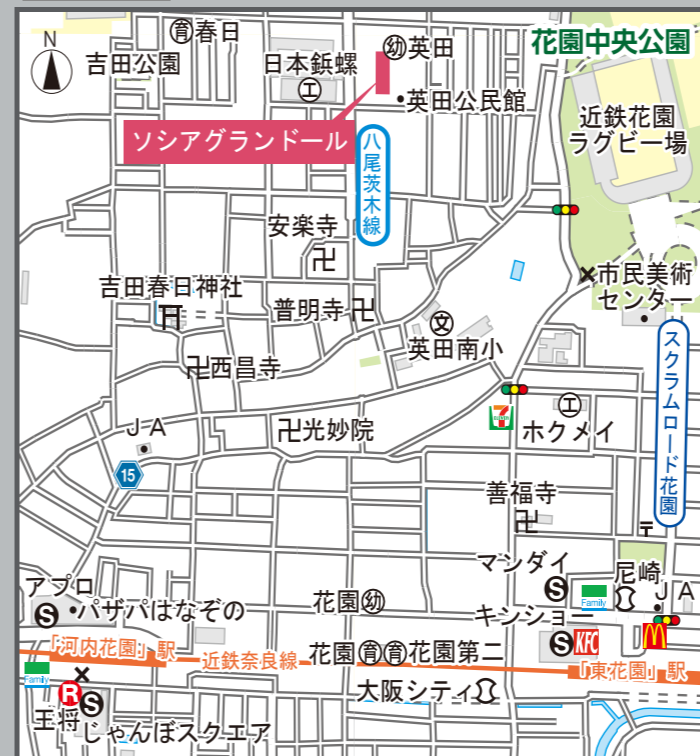 N
吉田公園
育春日
日本鋲螺
工
幼英田
英田公民館
花園中央公園
近鉄花園
ラグビー場
ソシアグランドール
八尾茨木線
安楽寺
吉田春日神社
普明寺
文
英田南小
市民美術
センター
スクラムロード花園
西昌寺
JA
光妙院
15
7
工
ホクメイ
善福寺
マンダイ
S
Family
尼崎
JA
アプロ
S
パザパはなぞの
花園幼
キンショー
S
KFC
「河内花園」駅
近鉄奈良線
花園育育花園第二
「東花園」駅
Family
R
王将
S
じゃんぼスクエア
大阪シティ